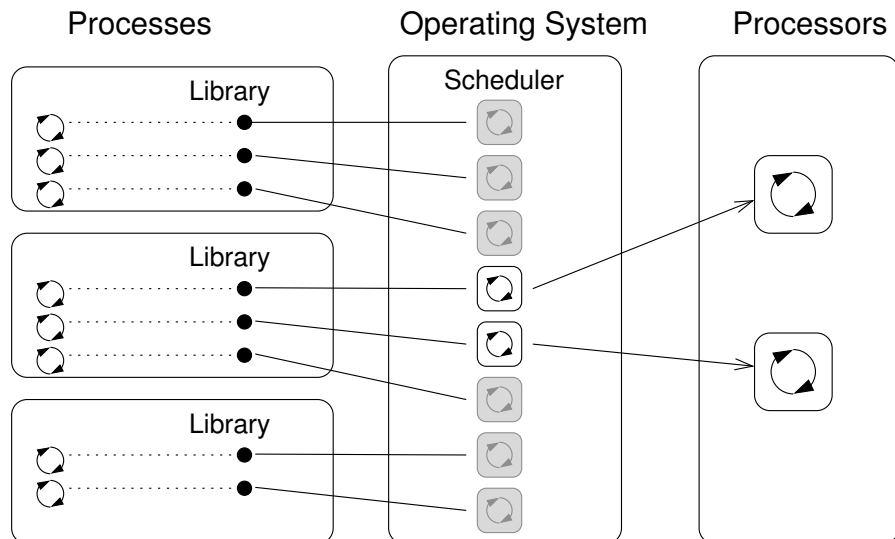 Processes
Operating System
Processors
Library
Scheduler
Library
Library